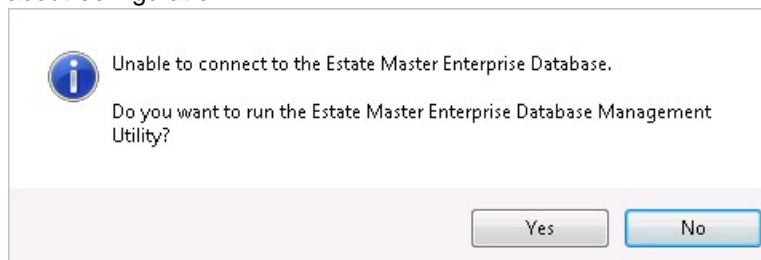 Unable to connect to the Estate Master Enterprise Database.
Do you want to run the Estate Master Enterprise Database Management
Utility?
Yes
No